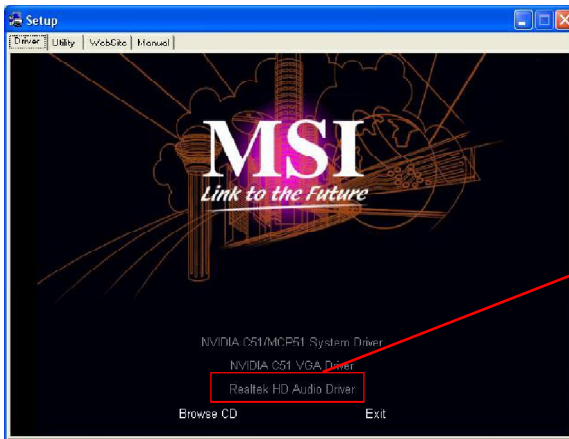 Setup
Driver Utility WebSite Manual
MSI
Link to the Future
NVIDIA C51/MCP51 System Driver
NVIDIA C51 VGA Driver
Realtek HD Audio Driver
Browse CD Exit